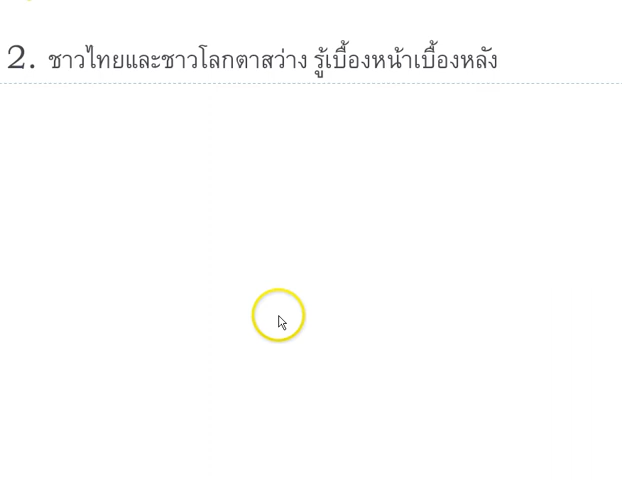 2. ชาวไทยและชาวโลกตาสว่าง รู้เบื้องหน้าเบื้องหลัง